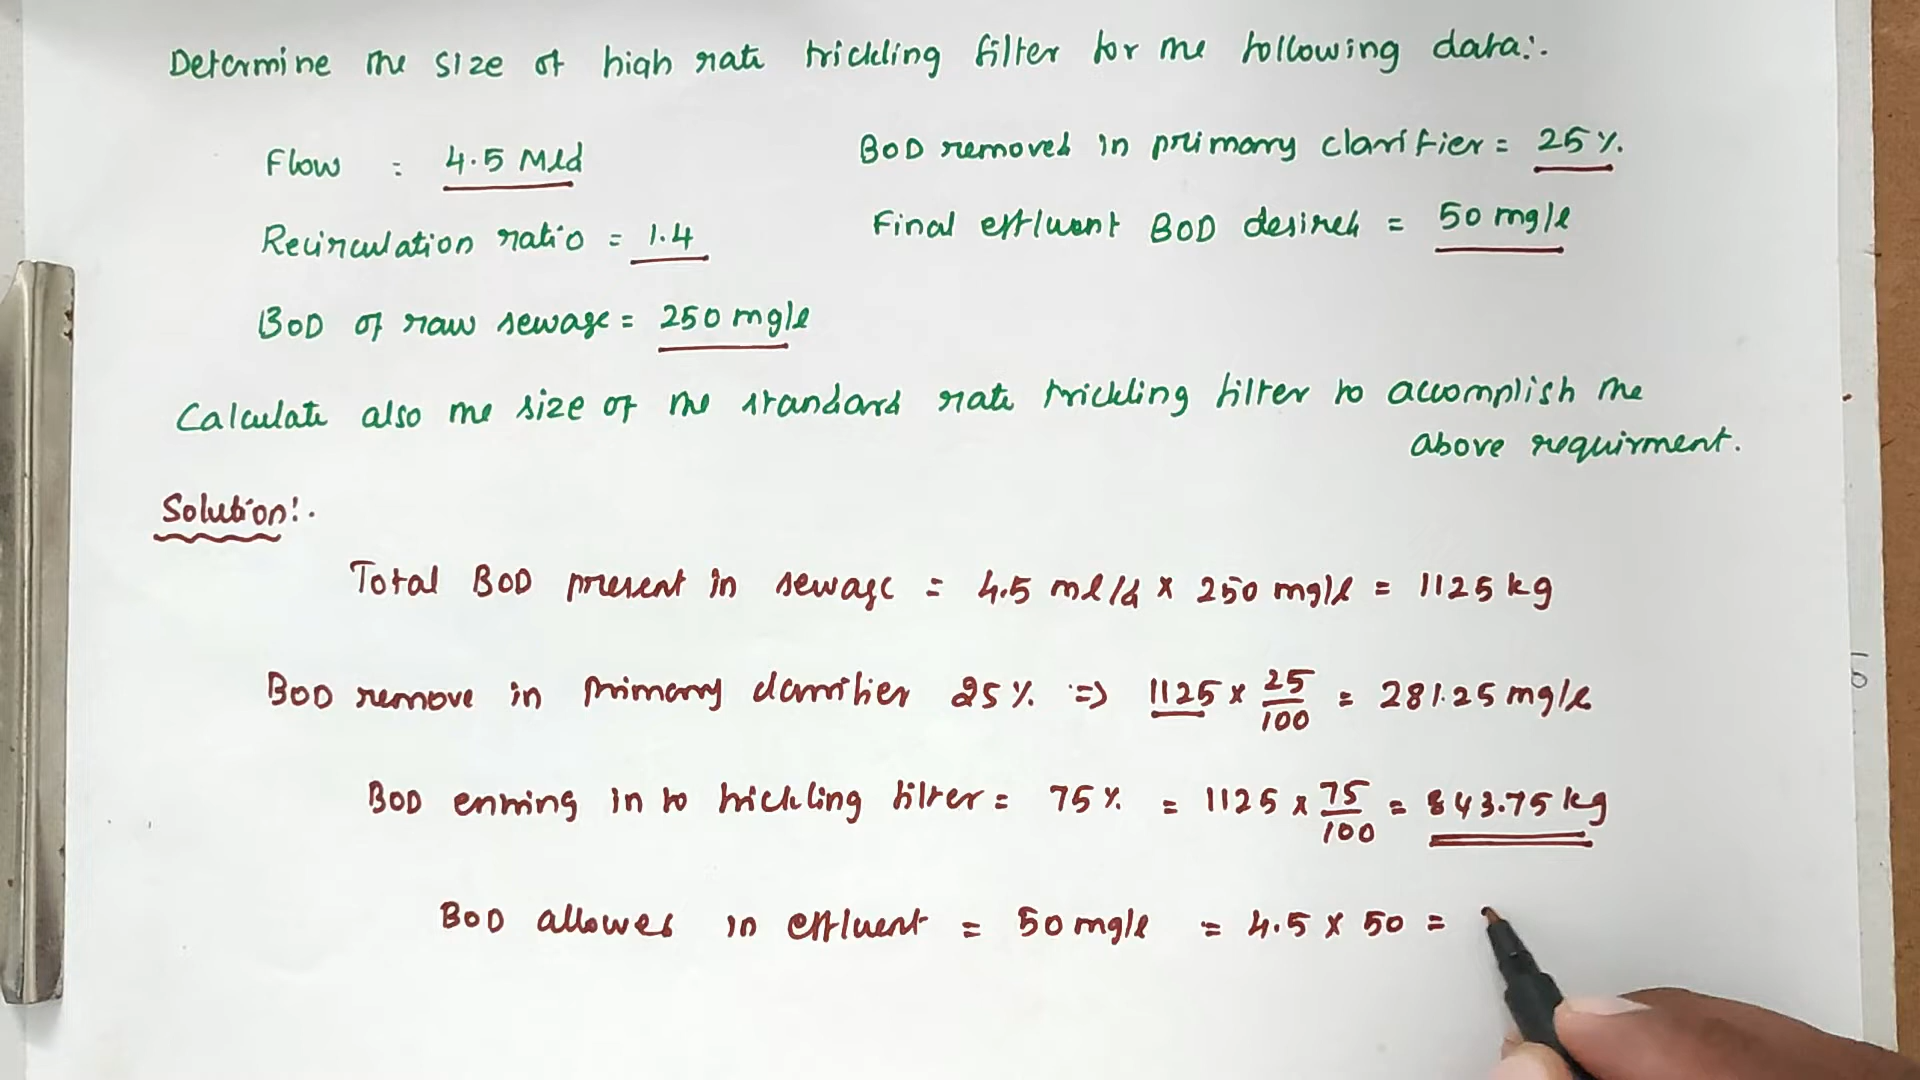 Determine the size of high rate trickling filter for the following data:.
Flow : 4.5 Mld
BOD removed in primary clarifier = 25 %.
Recirculation ratio = 1.4
Final effluent BOD desired = 50 mg/l
BOD of raw sewage = 250 mg/l
Calculate also the size of the standard rate trickling filter to accomplish the
above requirment.
Solution:.
Total BOD present in sewage = 4.5 ml/d x 250 mg/l = 1125 kg
BOD remove in primary clarifier 25 %. => 1125 x 25/100 = 281.25 mg/l
BOD entring in to trickling filter = 75 %. = 1125 x 75/100 = 843.75 kg
BOD allowed in effluent = 50 mg/l = 4.5 x 50 =
5